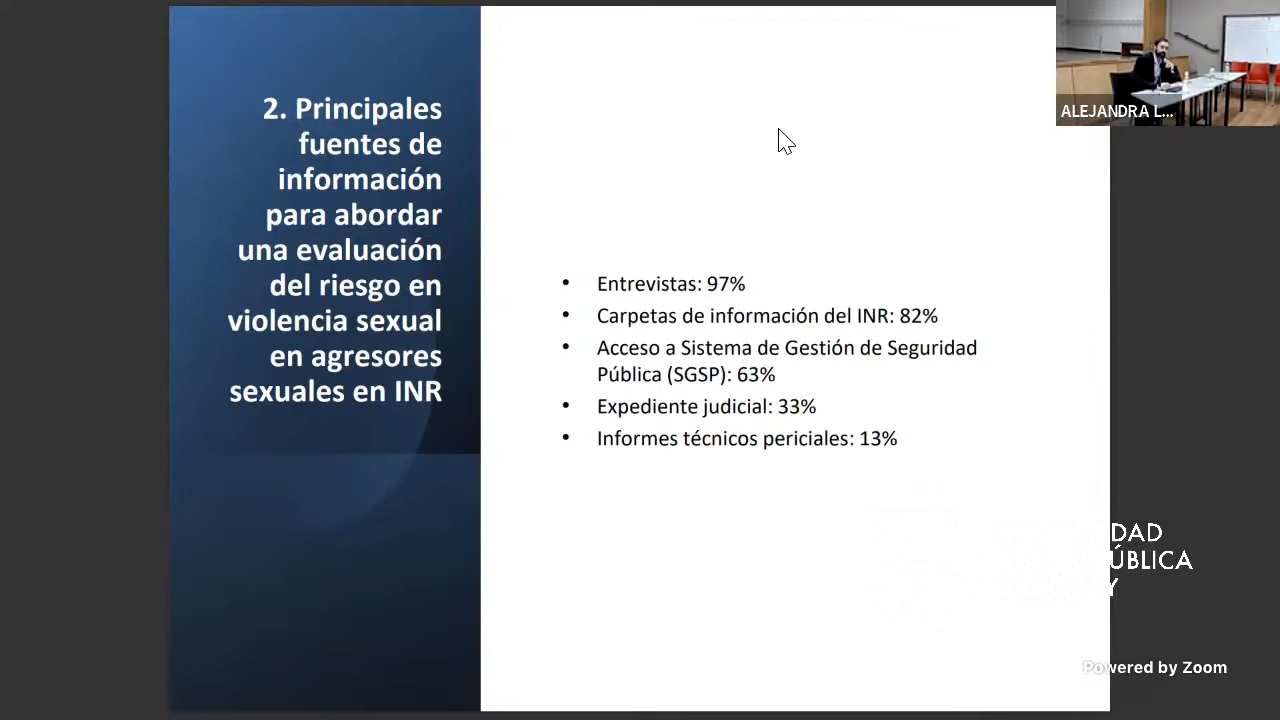 2. Principales
fuentes de
información
para abordar
una evaluación
del riesgo en
violencia sexual
en agresores
sexuales en INR
• Entrevistas: 97%
• Carpetas de información del INR: 82%
• Acceso a Sistema de Gestión de Seguridad
Pública (SGSP): 63%
• Expediente judicial: 33%
• Informes técnicos periciales: 13%
ALEJANDRA L...
DAD
ÚBLICA
Y
Powered by Zoom